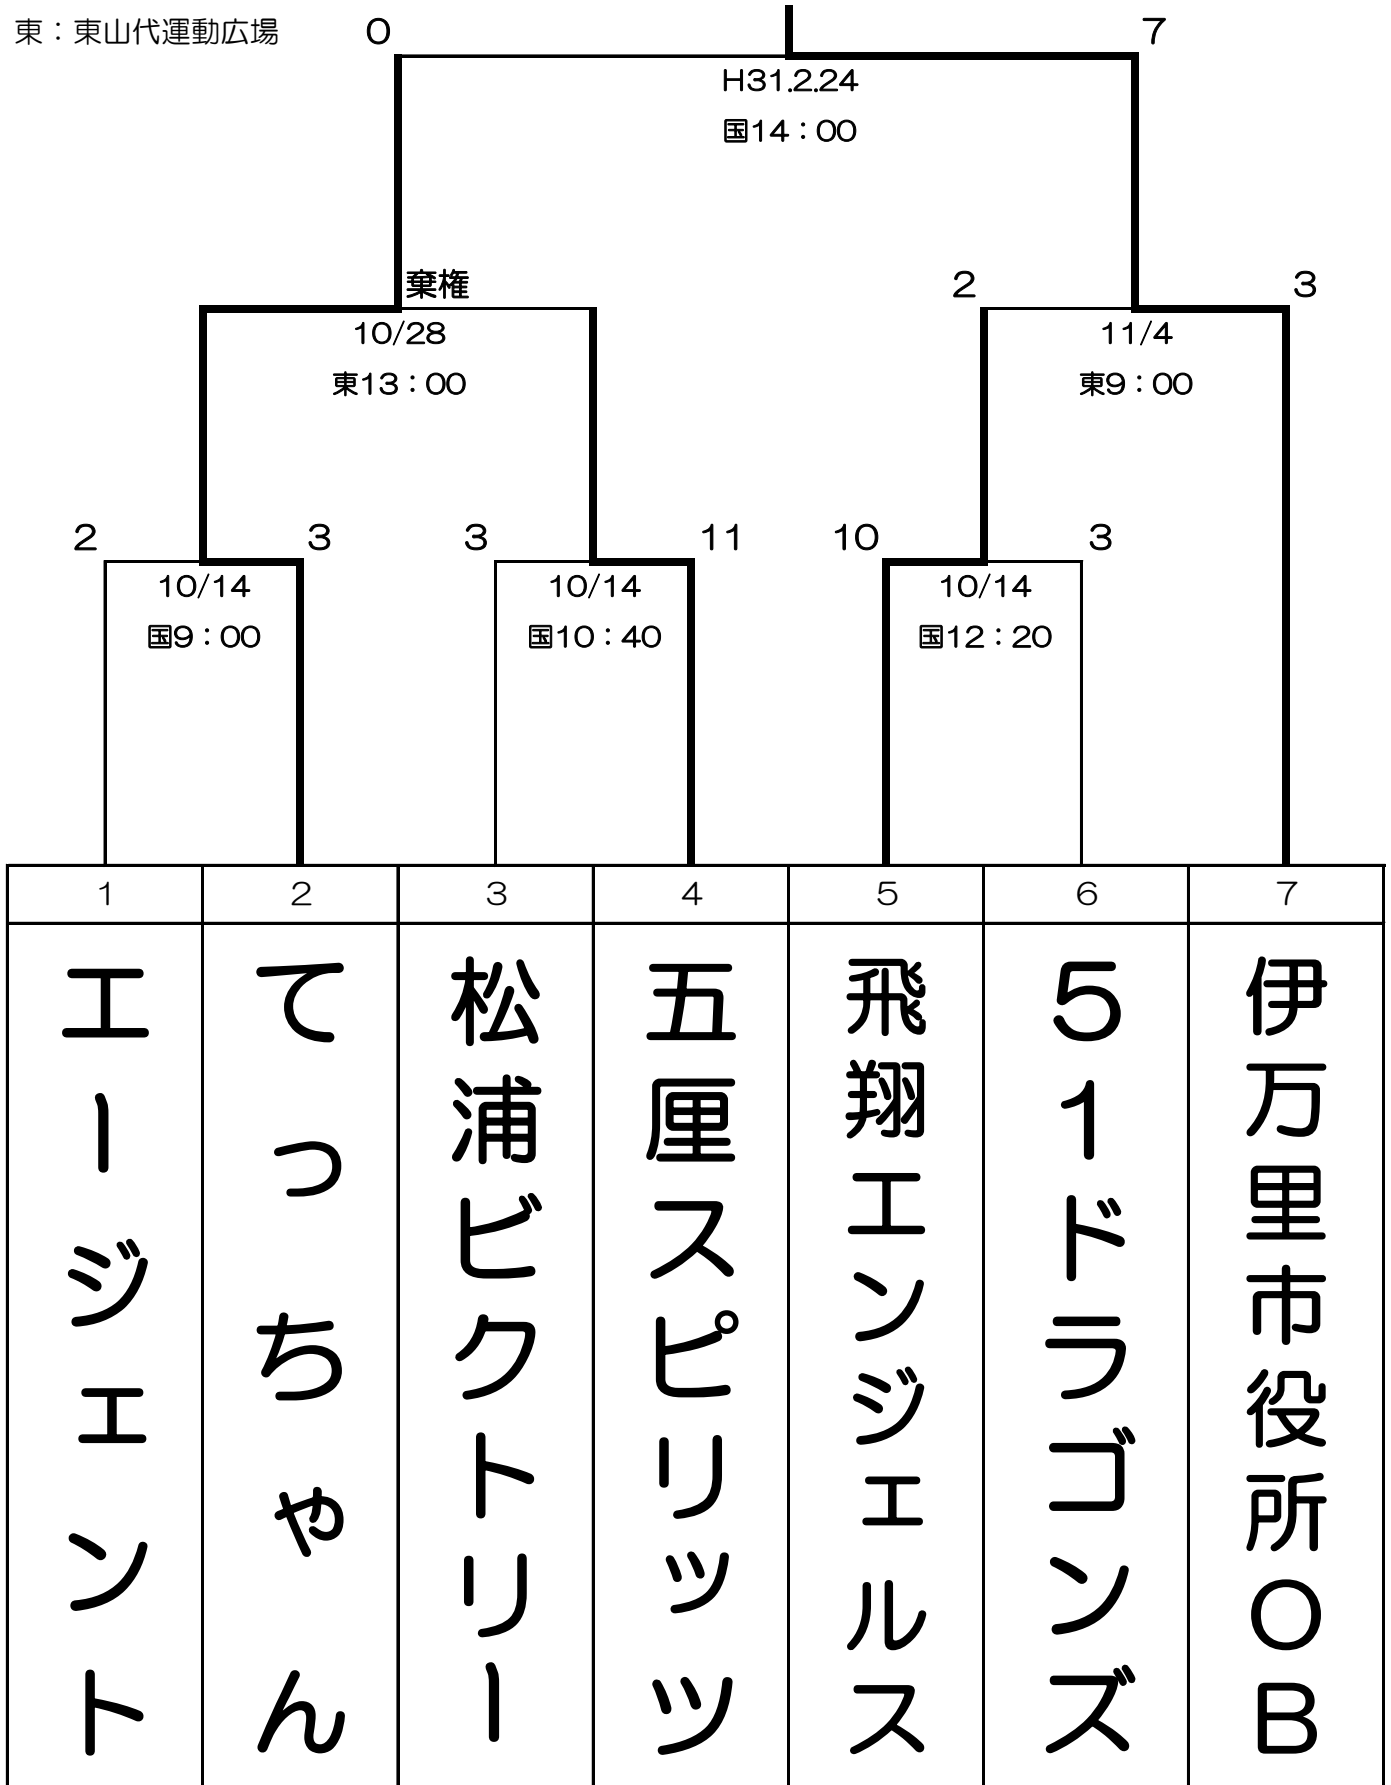 東：東山代運動広場
0
7
H31.2.24
国14：00
棄権
2
3
10/28
11/4
東13：00
東9：00
2
3
3
11
10
3
10/14
10/14
10/14
国9：00
国10：40
国12：20
1
2
3
4
5
6
7
エージェント
てっちゃん
松浦ビクトリー
五厘スピリッツ
飛翔エンジェルス
５１ドラゴンズ
伊万里市役所ＯＢ